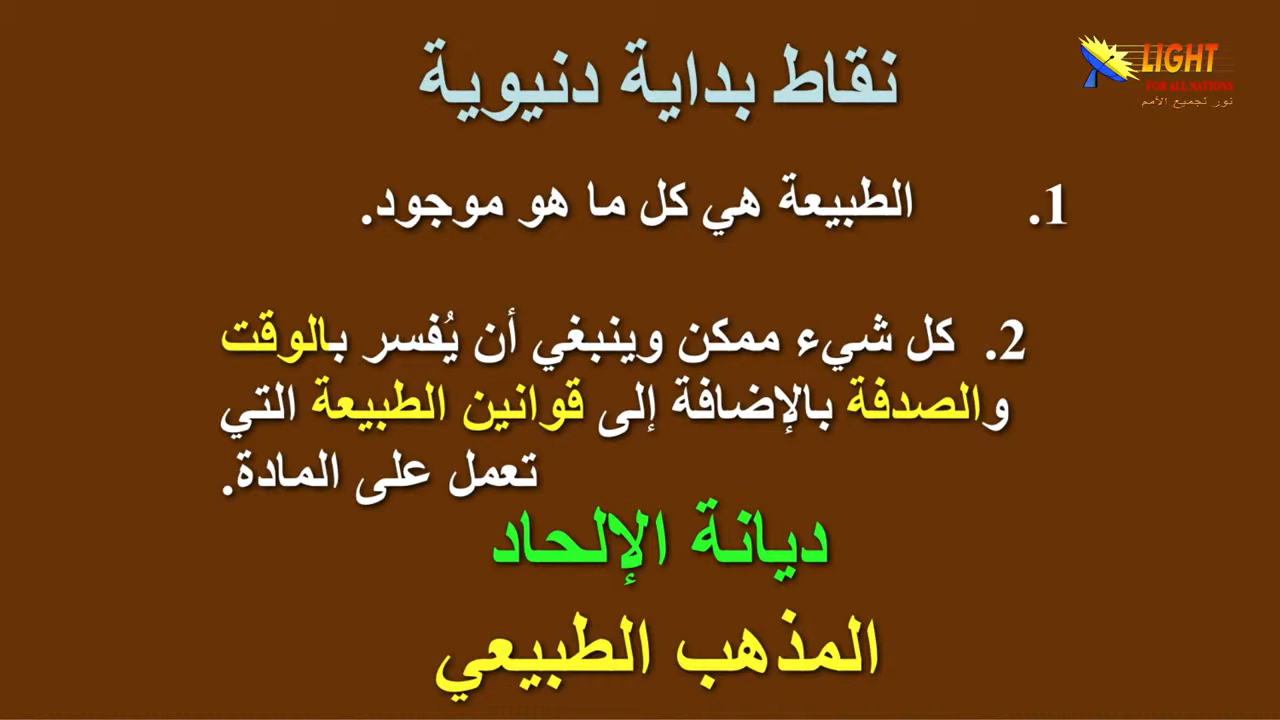 نقاط بداية دنيوية
LIGHT
FOR ALL NATIONS
نور لجميع الأمم
1. الطبيعة هي كل ما هو موجود.
2. كل شيء ممكن وينبغي أن يُفسر بالوقت
والصدفة بالإضافة إلى قوانين الطبيعة التي
تعمل على المادة.
ديانة الإلحاد
المذهب الطبيعي